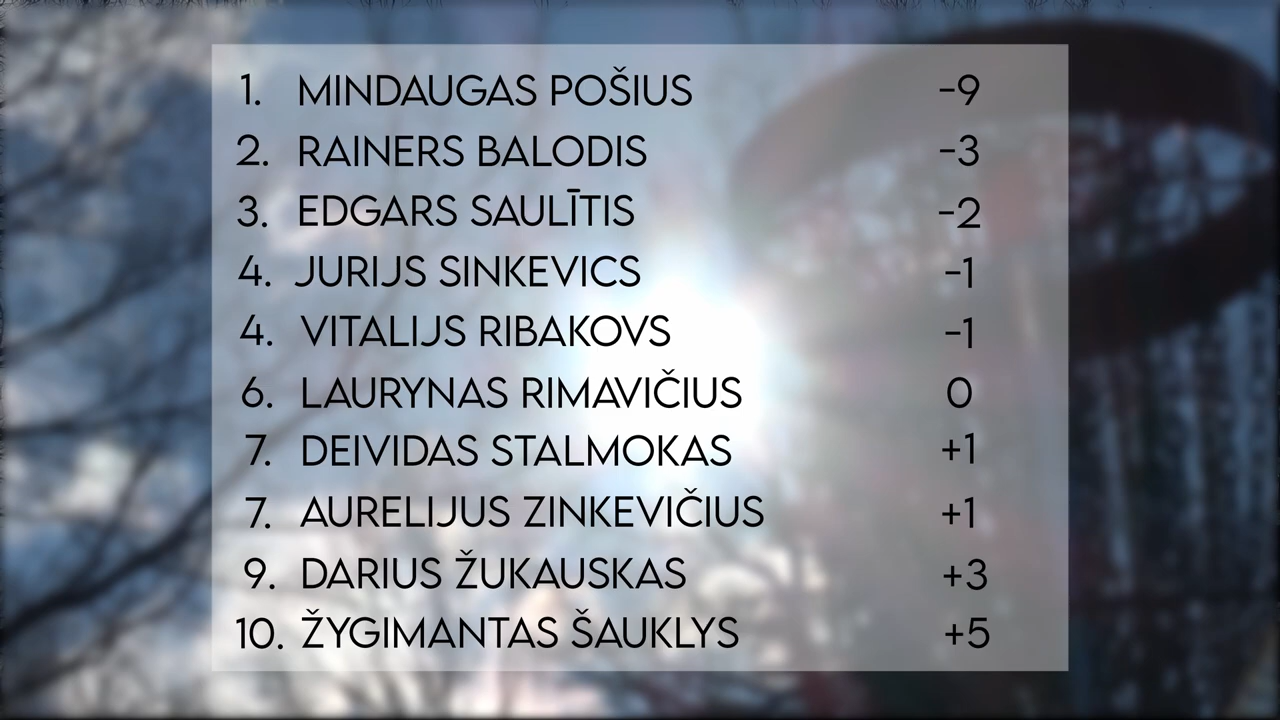 1. MINDAUGAS POŠIUS -9
2. RAINERS BALODIS -3
3. EDGARS SAULĪTIS -2
4. JURIJS SINKEVICS -1
4. VITALIJS RIBAKOVS -1
6. LAURYNAS RIMAVIČIUS 0
7. DEIVIDAS STALMOKAS +1
7. AURELIJUS ZINKEVIČIUS +1
9. DARIUS ŽUKAUSKAS +3
10. ŽYGIMANTAS ŠAUKLYS +5